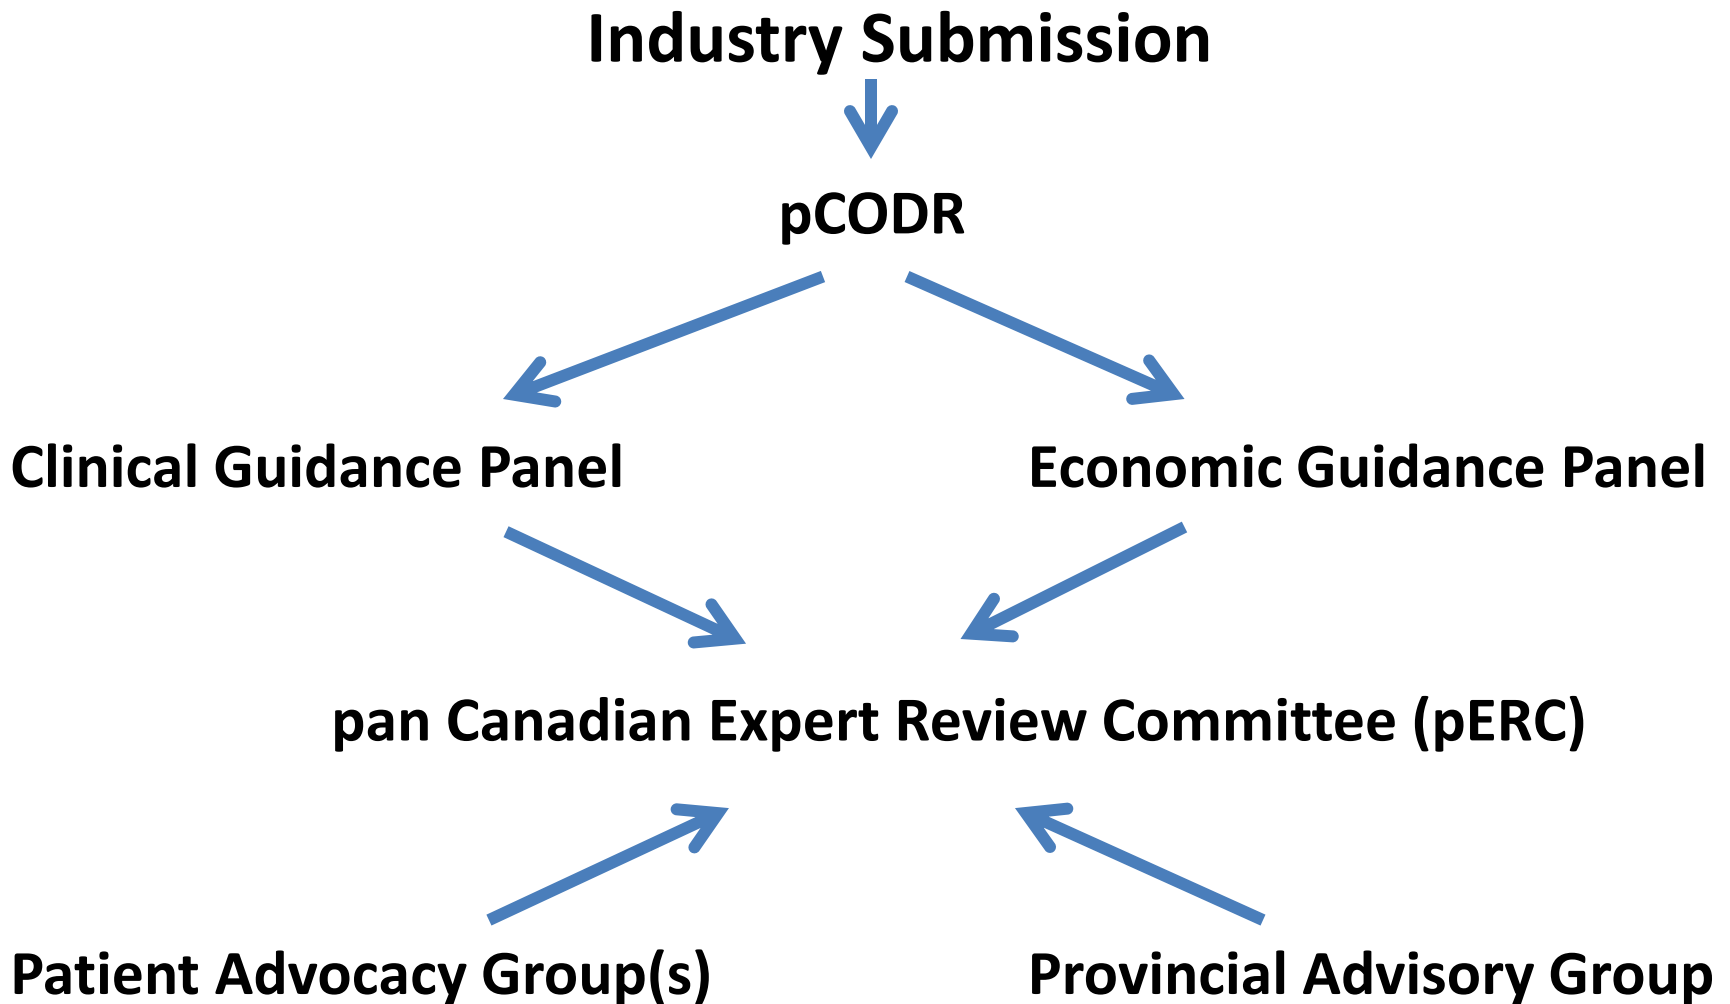 Industry Submission
pCODR
Clinical Guidance Panel
Economic Guidance Panel
pan Canadian Expert Review Committee (pERC)
Patient Advocacy Group(s)
Provincial Advisory Group